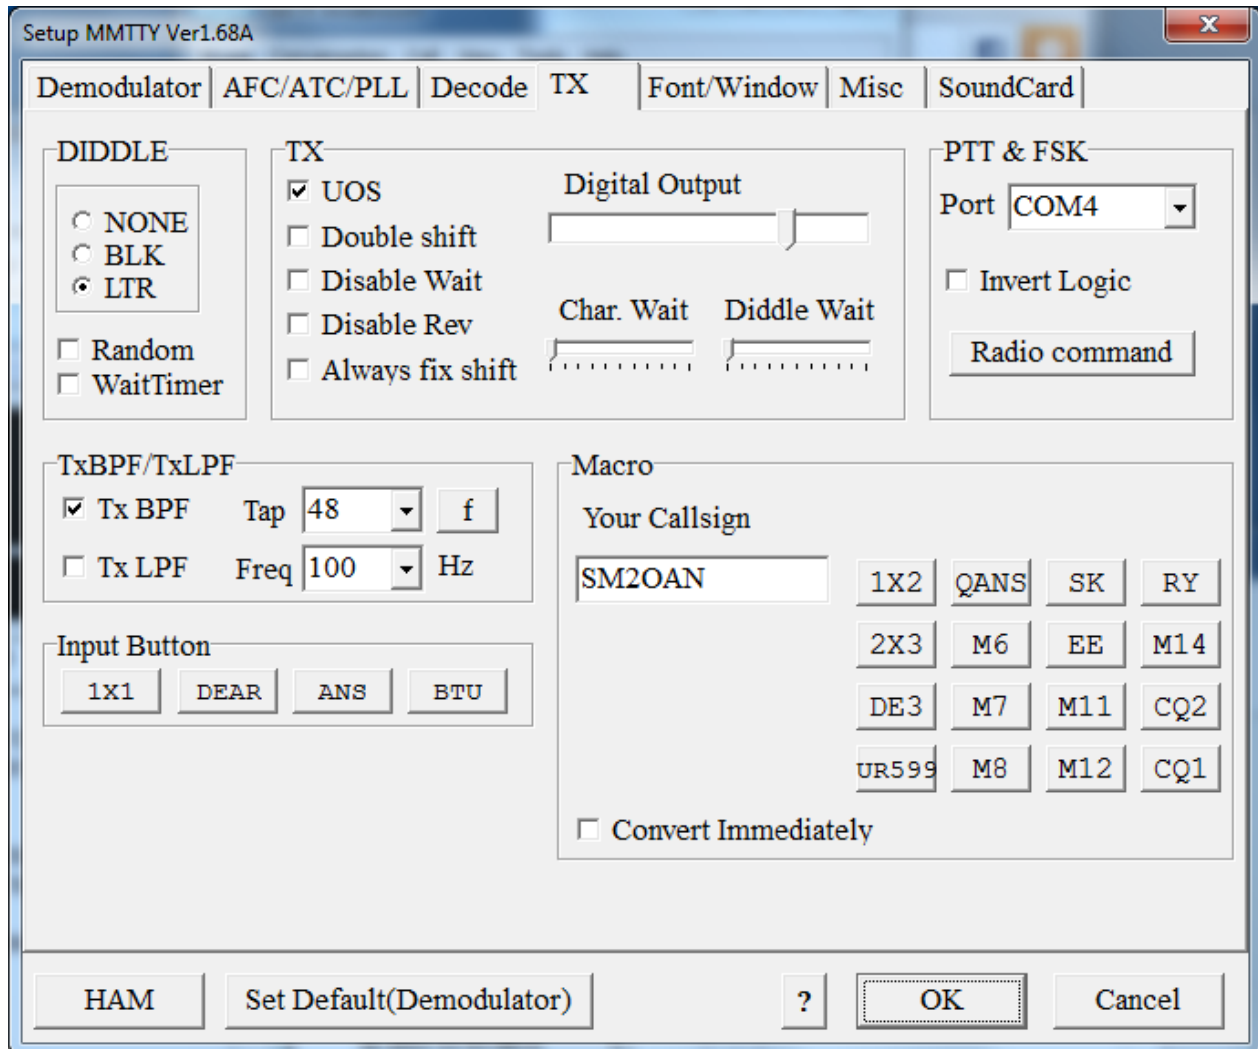 Setup MMTTY Ver1.68A
X
Demodulator AFC/ATC/PLL Decode TX Font/Window Misc SoundCard
DIDDLE
NONE
BLK
LTR
Random
WaitTimer
TX
UOS
Double shift
Disable Wait
Disable Rev
Always fix shift
Digital Output
Char. Wait Diddle Wait
PTT & FSK
Port COM4
Invert Logic
Radio command
TxBPF/TxLPF
Tx BPF Tap 48 f
Tx LPF Freq 100 Hz
Input Button
1X1 DEAR ANS BTU
Macro
Your Callsign
SM2OAN
1X2 QANS SK RY
2X3 M6 EE M14
DE3 M7 M11 CQ2
UR599 M8 M12 CQ1
Convert Immediately
HAM Set Default(Demodulator) ? OK Cancel